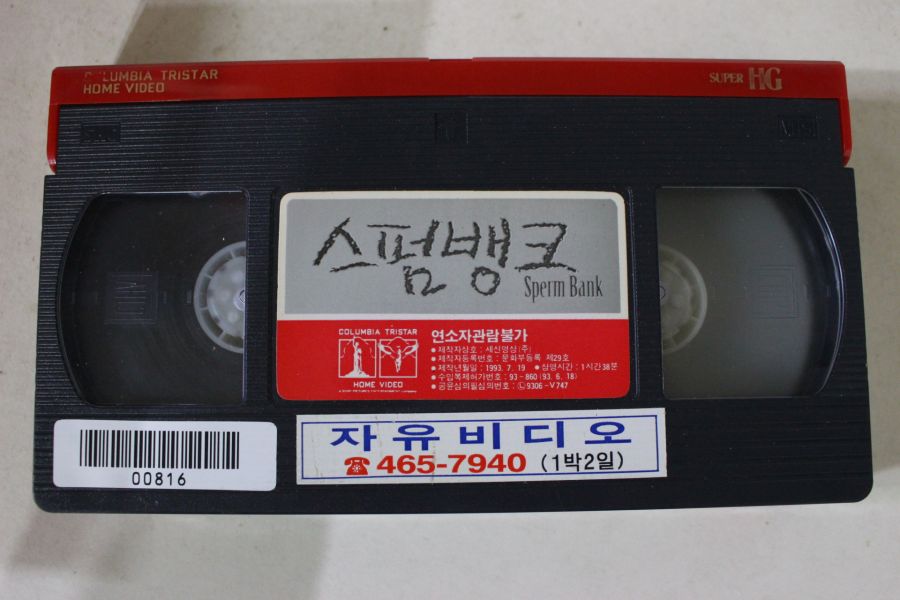 COLUMBIA TRISTAR
HOME VIDEO
SUPER HG
스펌뱅크
Sperm Bank
COLUMBIA TRISTAR
HOME VIDEO
연소자관람불가
● 제작자상호 : 세신영상(주)
● 제작자등록번호 : 문화부등록 제29호
● 제작년월일 : 1993. 7. 19 ● 상영시간 : 1시간38분
● 수입복제허가번호 : 93-860 (93. 6. 18)
● 공윤심의필심의번호 : Ⓛ9306-V747
00816
자유비디오
☎465-7940 (1박2일)